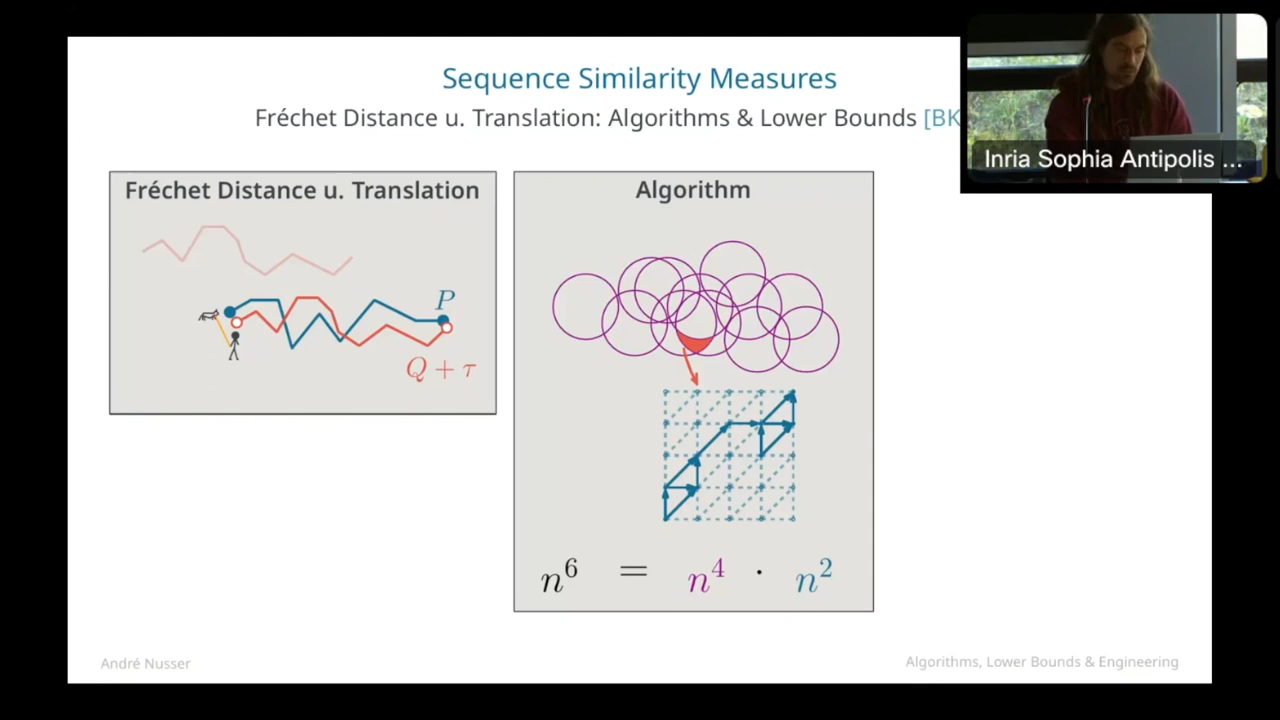 Sequence Similarity Measures
Fréchet Distance u. Translation: Algorithms & Lower Bounds [BK
Inria Sophia Antipolis ...
Fréchet Distance u. Translation
P
Q + τ
Algorithm
n⁶ = n⁴ · n²
André Nusser
Algorithms, Lower Bounds & Engineering